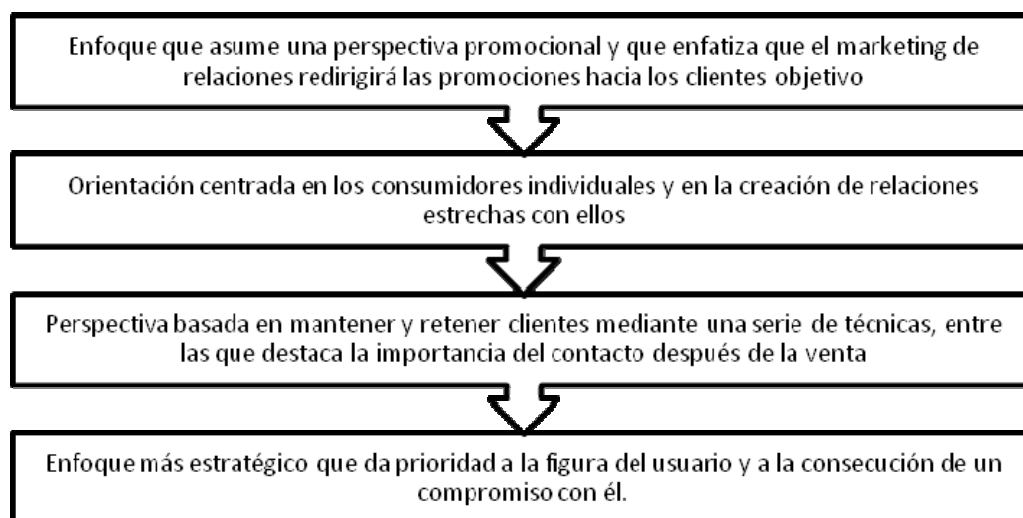 Enfoque que asume una perspectiva promocional y que enfatiza que el marketing de
relaciones redirigirá las promociones hacia los clientes objetivo
Orientación centrada en los consumidores individuales y en la creación de relaciones
estrechas con ellos
Perspectiva basada en mantener y retener clientes mediante una serie de técnicas, entre
las que destaca la importancia del contacto después de la venta
Enfoque más estratégico que da prioridad a la figura del usuario y a la consecución de un
compromiso con él.